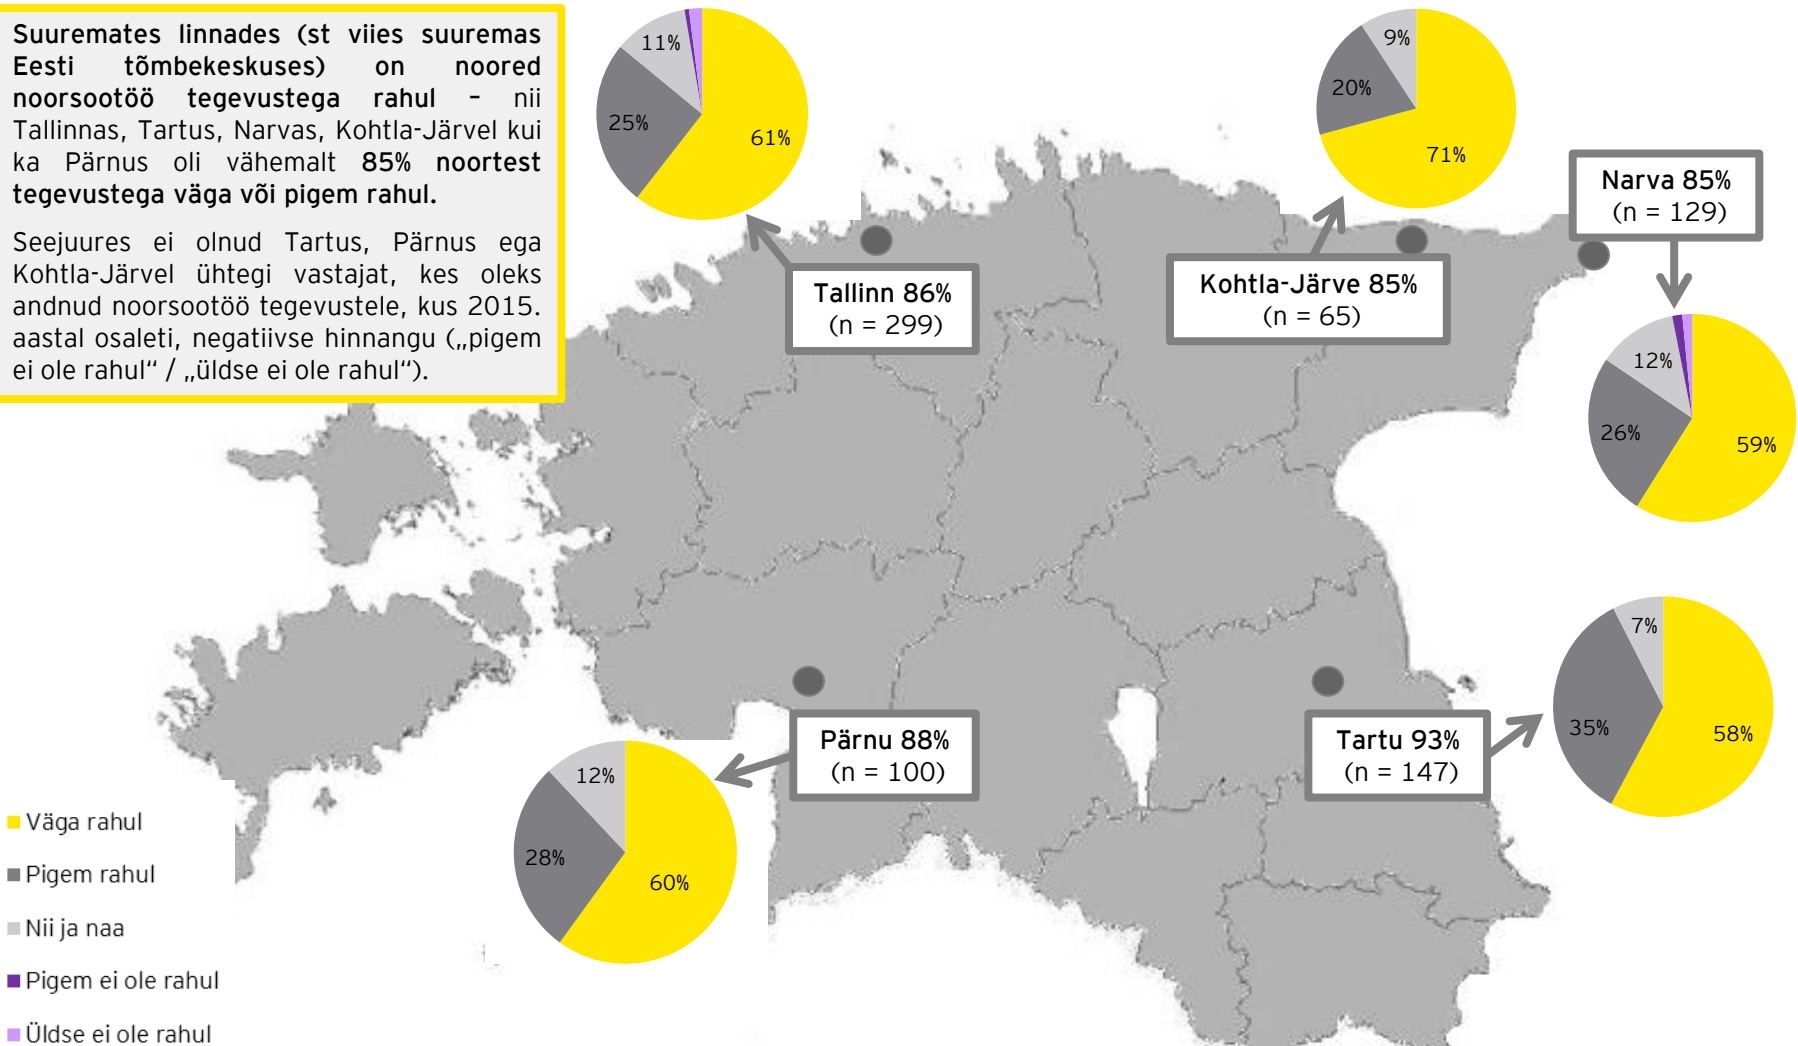 Suuremates linnades (st viies suuremas
Eesti tõmbekeskuses) on noored
noorsootöö tegevustega rahul – nii
Tallinnas, Tartus, Narvas, Kohtla-Järvel kui
ka Pärnus oli vähemalt 85% noortest
tegevustega väga või pigem rahul.
Seejuures ei olnud Tartus, Pärnus ega
Kohtla-Järvel ühtegi vastajat, kes oleks
andnud noorsootöö tegevustele, kus 2015.
aastal osaleti, negatiivse hinnangu („pigem
ei ole rahul“ / „üldse ei ole rahul“).
11%
25%
61%
Tallinn 86%
(n = 299)
9%
20%
71%
Kohtla-Järve 85%
(n = 65)
Narva 85%
(n = 129)
12%
26%
59%
Pärnu 88%
(n = 100)
12%
28%
60%
Tartu 93%
(n = 147)
7%
35%
58%
Väga rahul
Pigem rahul
Nii ja naa
Pigem ei ole rahul
Üldse ei ole rahul